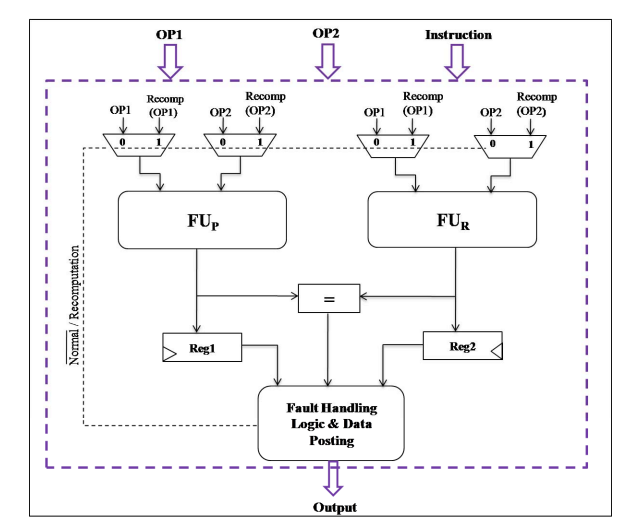 OP1 OP2 Instruction
OP1 Recomp (OP1) OP2 Recomp (OP2) OP1 Recomp (OP1) OP2 Recomp (OP2)
0 1 0 1 0 1 0 1
FUP FUR
Normal / Recomputation
=
Reg1 Reg2
Fault Handling
Logic & Data
Posting
Output